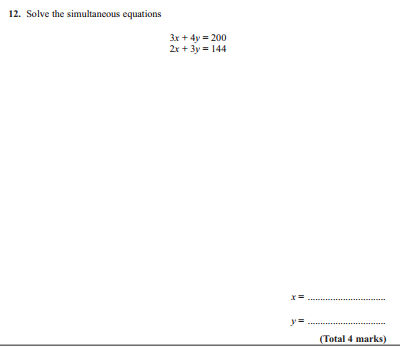 12. Solve the simultaneous equations
3x + 4y = 200
2x + 3y = 144
x = ................................
y = ................................
(Total 4 marks)